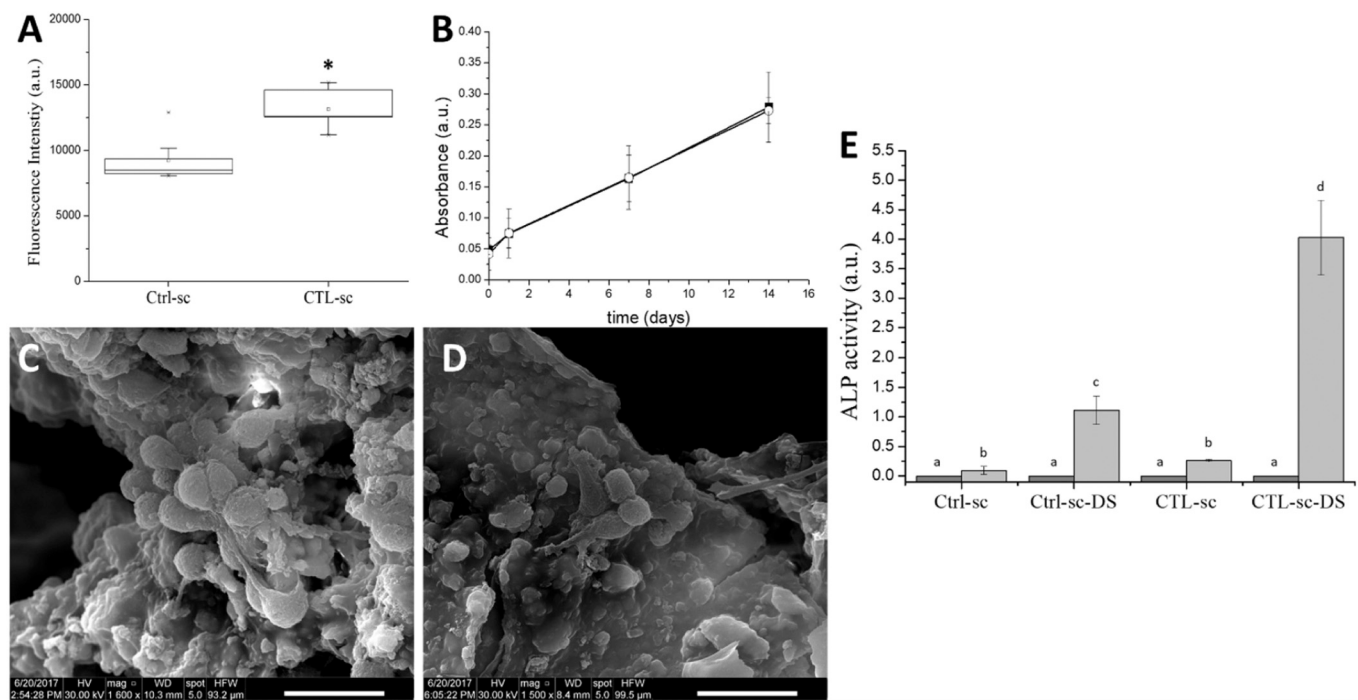 A
Fluorescence Intenstiy (a.u.)
20000
15000
10000
5000
0
*
Ctrl-sc
CTL-sc
B
Absorbance (a.u.)
0.40
0.35
0.30
0.25
0.20
0.15
0.10
0.05
0.00
0 2 4 6 8 10 12 14 16
time (days)
C
6/20/2017 HV mag □ WD spot HFW
2:54:28 PM 30.00 kV 1 600 x 10.3 mm 5.0 93.2 µm
D
6/20/2017 HV mag □ WD spot HFW
6:05:22 PM 30.00 kV 1 500 x 8.4 mm 5.0 99.5 µm
E
ALP activity (a.u.)
5.5
5.0
4.5
4.0
3.5
3.0
2.5
2.0
1.5
1.0
0.5
0.0
a b a c a b a d
Ctrl-sc Ctrl-sc-DS CTL-sc CTL-sc-DS